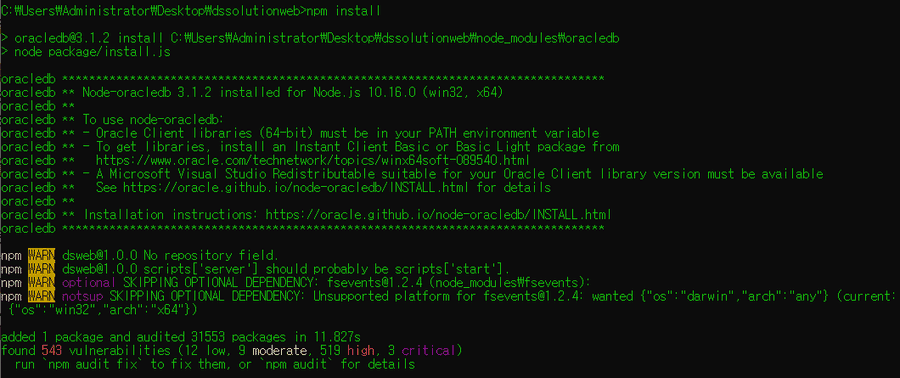 C:₩Users₩Administrator₩Desktop₩dssolutionweb>npm install
> oracledb@3.1.2 install C:₩Users₩Administrator₩Desktop₩dssolutionweb₩node_modules₩oracledb
> node package/install.js
oracledb *********************************************************************************
oracledb ** Node-oracledb 3.1.2 installed for Node.js 10.16.0 (win32, x64)
oracledb **
oracledb ** To use node-oracledb:
oracledb ** - Oracle Client libraries (64-bit) must be in your PATH environment variable
oracledb ** - To get libraries, install an Instant Client Basic or Basic Light package from
oracledb **   https://www.oracle.com/technetwork/topics/winx64soft-089540.html
oracledb ** - A Microsoft Visual Studio Redistributable suitable for your Oracle Client library version must be available
oracledb **   See https://oracle.github.io/node-oracledb/INSTALL.html for details
oracledb **
oracledb ** Installation instructions: https://oracle.github.io/node-oracledb/INSTALL.html
oracledb *********************************************************************************
npm WARN dsweb@1.0.0 No repository field.
npm WARN dsweb@1.0.0 scripts['server'] should probably be scripts['start'].
npm WARN optional SKIPPING OPTIONAL DEPENDENCY: fsevents@1.2.4 (node_modules₩fsevents):
npm WARN notsup SKIPPING OPTIONAL DEPENDENCY: Unsupported platform for fsevents@1.2.4: wanted {"os":"darwin","arch":"any"} (current:
{"os":"win32","arch":"x64"})
added 1 package and audited 31553 packages in 11.827s
found 543 vulnerabilities (12 low, 9 moderate, 519 high, 3 critical)
  run `npm audit fix` to fix them, or `npm audit` for details